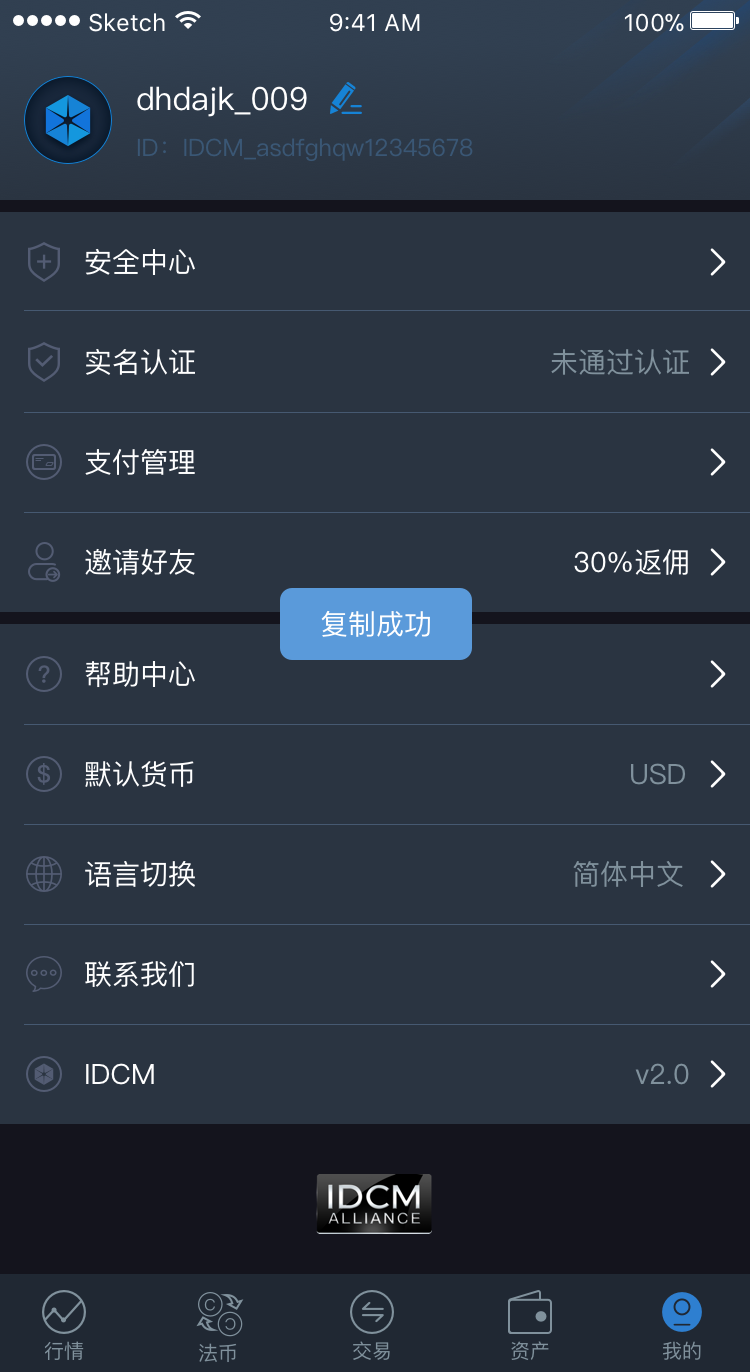 Sketch 9:41 AM 100%
dhdajk_009
ID：IDCM_asdfghqw12345678
安全中心
实名认证 未通过认证
支付管理
邀请好友 30%返佣
复制成功
帮助中心
默认货币 USD
语言切换 简体中文
联系我们
IDCM v2.0
IDCM
ALLIANCE
行情 法币 交易 资产 我的